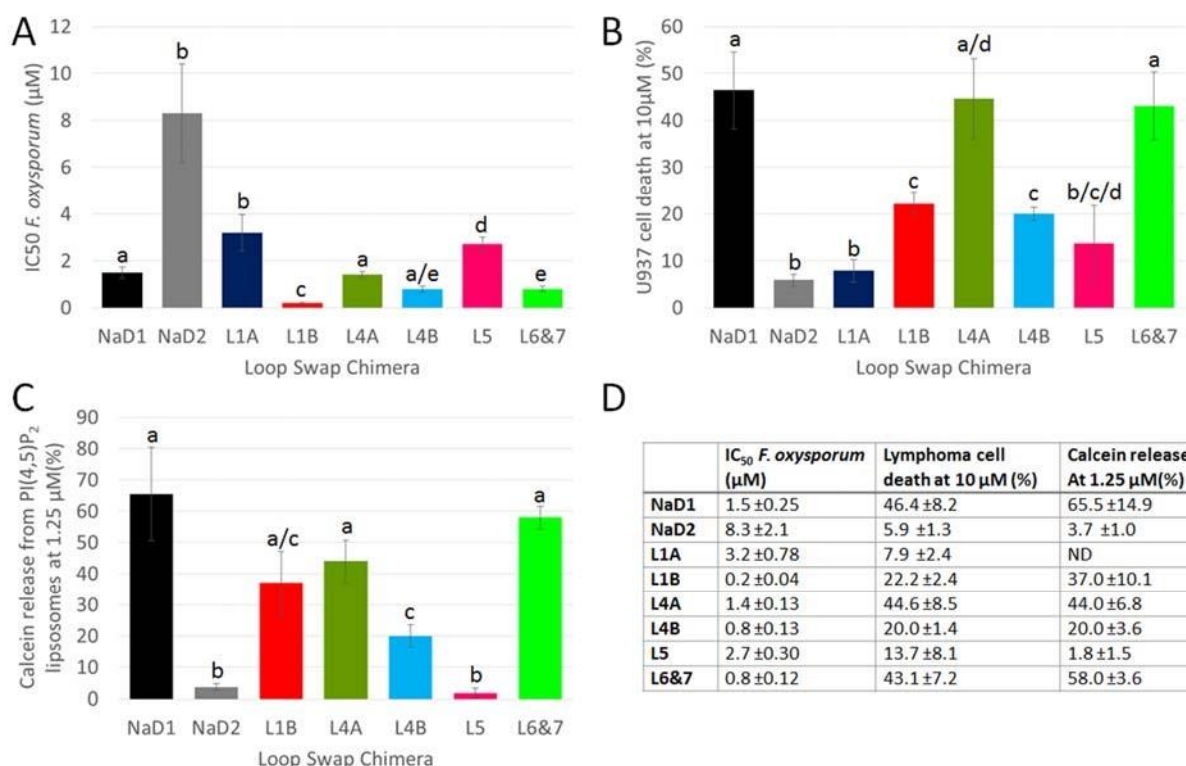 A
IC50 F. oxysporum (µM)
12
10
8
6
4
2
0
a
b
b
c
a
a/e
d
e
NaD1 NaD2 L1A L1B L4A L4B L5 L6&7
Loop Swap Chimera
B
U937 cell death at 10µM (%)
60
50
40
30
20
10
0
a
b
b
c
a/d
c
b/c/d
a
NaD1 NaD2 L1A L1B L4A L4B L5 L6&7
Loop Swap Chimera
C
Calcein release from PI(4,5)P2
lipsosomes at 1.25 µM(%)
90
80
70
60
50
40
30
20
10
0
a
b
a/c
a
c
b
a
NaD1 NaD2 L1B L4A L4B L5 L6&7
Loop Swap Chimera
D
IC50 F. oxysporum (µM) Lymphoma cell death at 10 µM (%) Calcein release At 1.25 µM(%)
NaD1 1.5 ±0.25 46.4 ±8.2 65.5 ±14.9
NaD2 8.3 ±2.1 5.9 ±1.3 3.7 ±1.0
L1A 3.2 ±0.78 7.9 ±2.4 ND
L1B 0.2 ±0.04 22.2 ±2.4 37.0 ±10.1
L4A 1.4 ±0.13 44.6 ±8.5 44.0 ±6.8
L4B 0.8 ±0.13 20.0 ±1.4 20.0 ±3.6
L5 2.7 ±0.30 13.7 ±8.1 1.8 ±1.5
L6&7 0.8 ±0.12 43.1 ±7.2 58.0 ±3.6